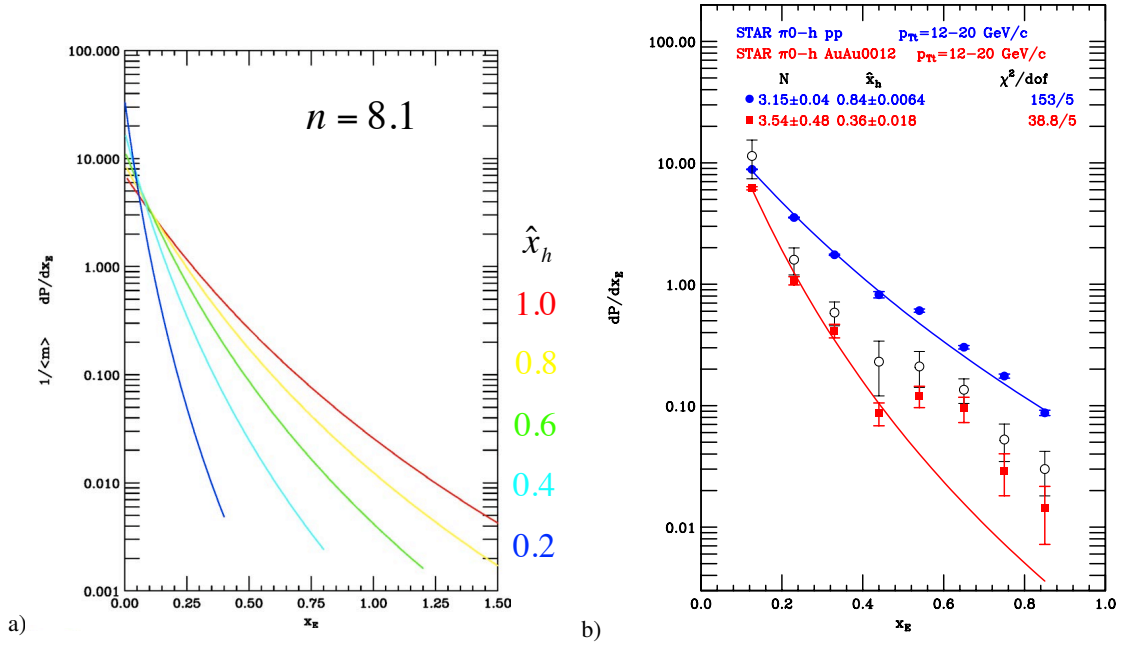 100.000
10.000
1.000
0.100
0.010
0.001
1/<m> dP/dxE
n = 8.1
0.00 0.25 0.50 0.75 1.00 1.25 1.50
xE
a)
x̂h
1.0
0.8
0.6
0.4
0.2
STAR π0-h pp pTt=12-20 GeV/c
STAR π0-h AuAu0012 pTt=12-20 GeV/c
N x̂h χ²/dof
3.15±0.04 0.84±0.0064 153/5
3.54±0.48 0.36±0.018 38.8/5
100.00
10.00
1.00
0.10
0.01
dP/dxE
0.0 0.2 0.4 0.6 0.8 1.0
xE
b)